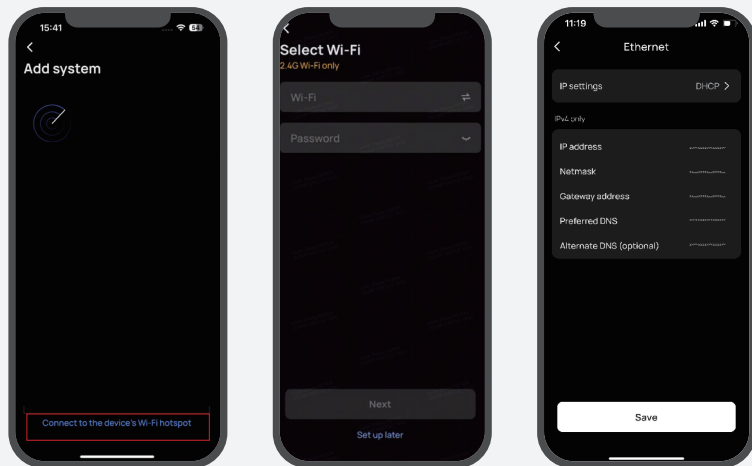 15:41
64
Add system
Connect to the device's Wi-Fi hotspot
Select Wi-Fi
2.4G Wi-Fi only
Wi-Fi
Password
Next
Set up later
11:19
Ethernet
IP settings
DHCP
IPv4 only
IP address
Netmask
Gateway address
Preferred DNS
Alternate DNS (optional)
Save